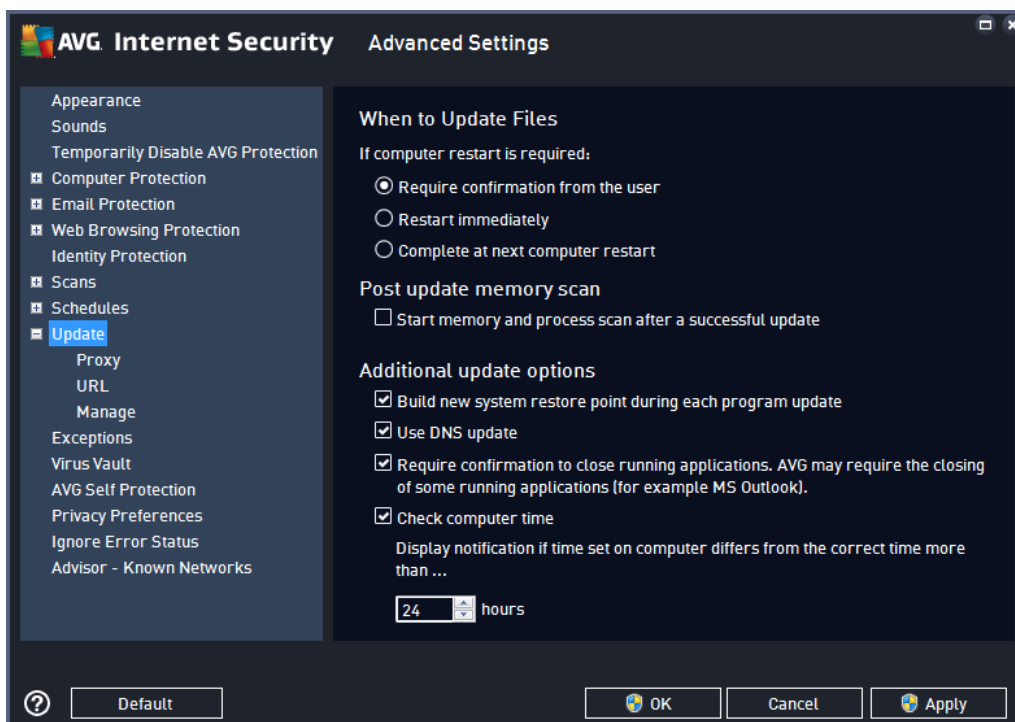 AVG. Internet Security
Advanced Settings
Appearance
Sounds
Temporarily Disable AVG Protection
Computer Protection
Email Protection
Web Browsing Protection
Identity Protection
Scans
Schedules
Update
Proxy
URL
Manage
Exceptions
Virus Vault
AVG Self Protection
Privacy Preferences
Ignore Error Status
Advisor - Known Networks
When to Update Files
If computer restart is required:
Require confirmation from the user
Restart immediately
Complete at next computer restart
Post update memory scan
Start memory and process scan after a successful update
Additional update options
Build new system restore point during each program update
Use DNS update
Require confirmation to close running applications. AVG may require the closing
of some running applications (for example MS Outlook).
Check computer time
Display notification if time set on computer differs from the correct time more
than ...
24 hours
? Default OK Cancel Apply